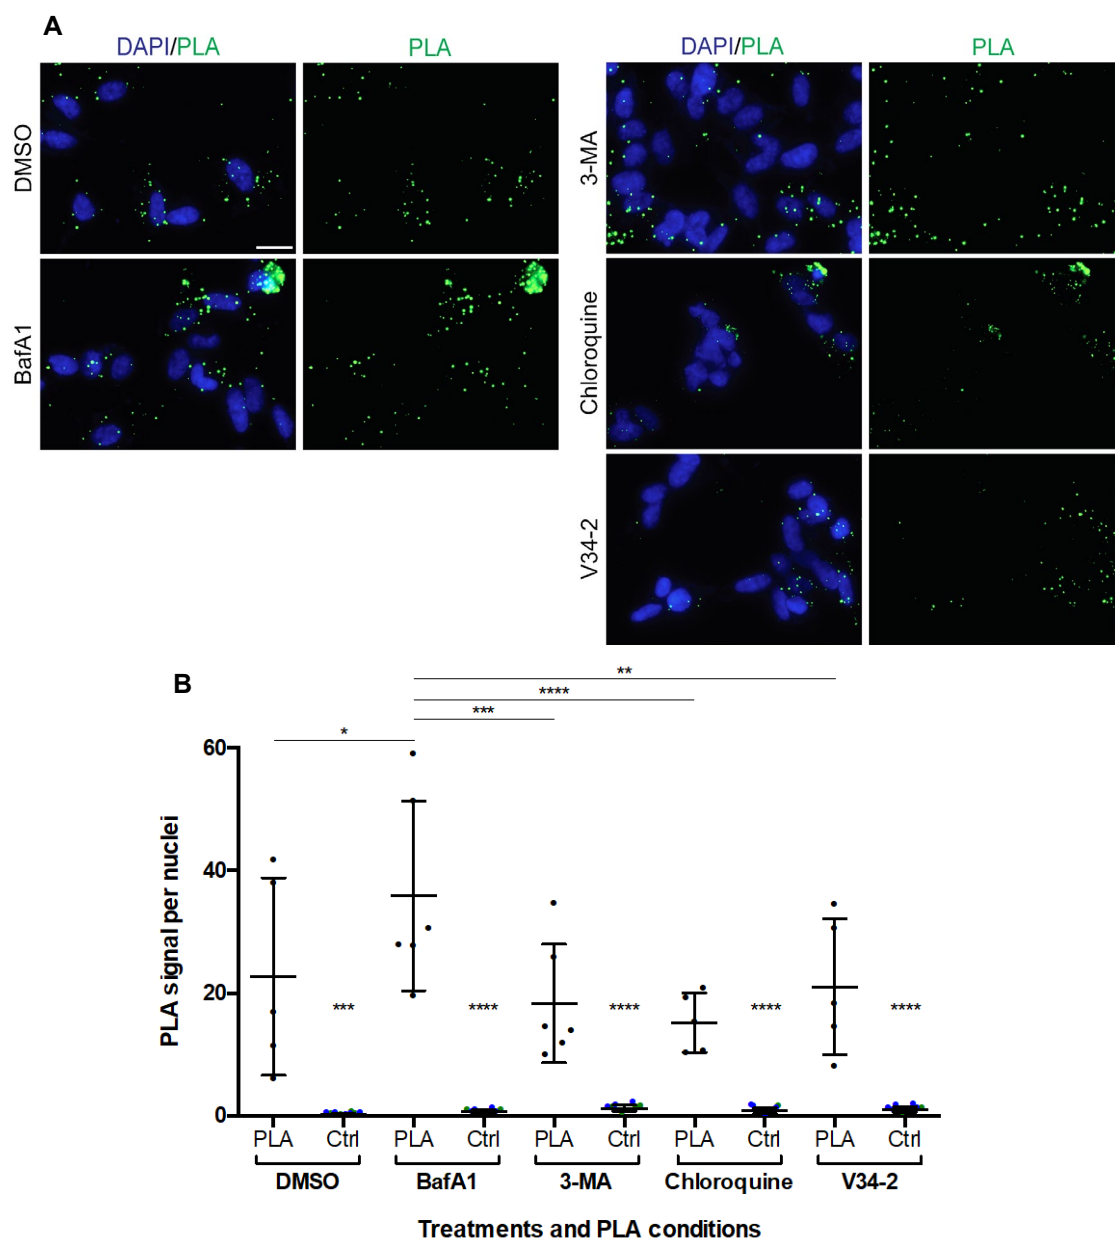 A
DAPI/PLA
PLA
DAPI/PLA
PLA
DMSO
3-MA
BafA1
Chloroquine
V34-2
B
**
****
***
*
60
40
20
0
PLA signal per nuclei
***
****
****
****
****
PLA
Ctrl
PLA
Ctrl
PLA
Ctrl
PLA
Ctrl
PLA
Ctrl
DMSO
BafA1
3-MA
Chloroquine
V34-2
Treatments and PLA conditions